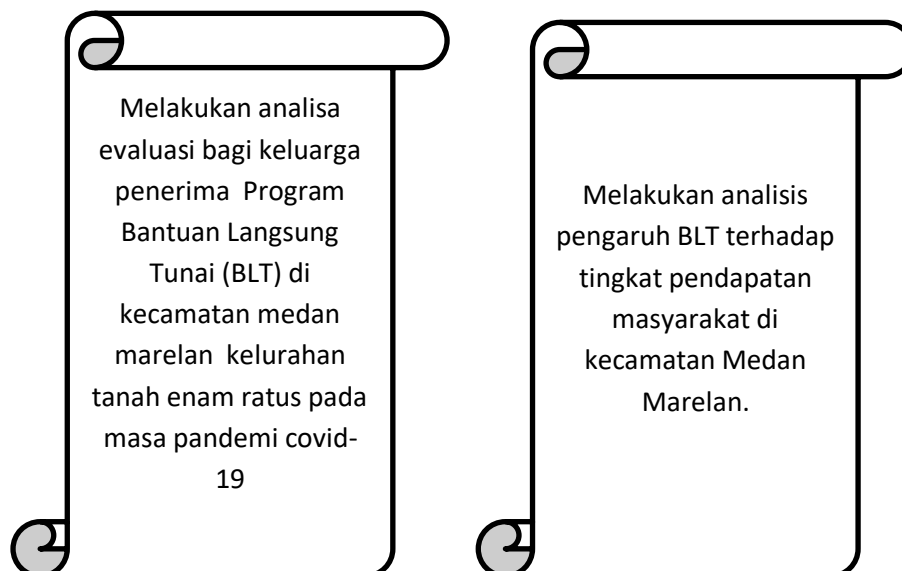 Melakukan analisa
evaluasi bagi keluarga
penerima Program
Bantuan Langsung
Tunai (BLT) di
kecamatan medan
marelan kelurahan
tanah enam ratus pada
masa pandemi covid-
19
Melakukan analisis
pengaruh BLT terhadap
tingkat pendapatan
masyarakat di
kecamatan Medan
Marelan.